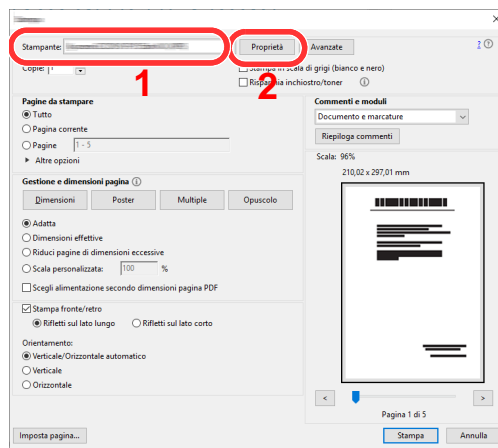 Stampante:
Proprietà
Avanzate
? ⓘ
Copie: 1
Stampa in scala di grigi (bianco e nero)
Risparmia inchiostro/toner ⓘ
1
2
Pagine da stampare
Tutto
Pagina corrente
Pagine 1 - 5
Altre opzioni
Commenti e moduli
Documento e marcature
Riepiloga commenti
Scala: 96%
210,02 x 297,01 mm
Gestione e dimensioni pagina ⓘ
Dimensioni Poster Multiple Opuscolo
Adatta
Dimensioni effettive
Riduci pagine di dimensioni eccessive
Scala personalizzata: 100 %
Scegli alimentazione secondo dimensioni pagina PDF
Stampa fronte/retro
Rifletti sul lato lungo Rifletti sul lato corto
Orientamento:
Verticale/Orizzontale automatico
Verticale
Orizzontale
< >
Pagina 1 di 5
Imposta pagina... Stampa Annulla